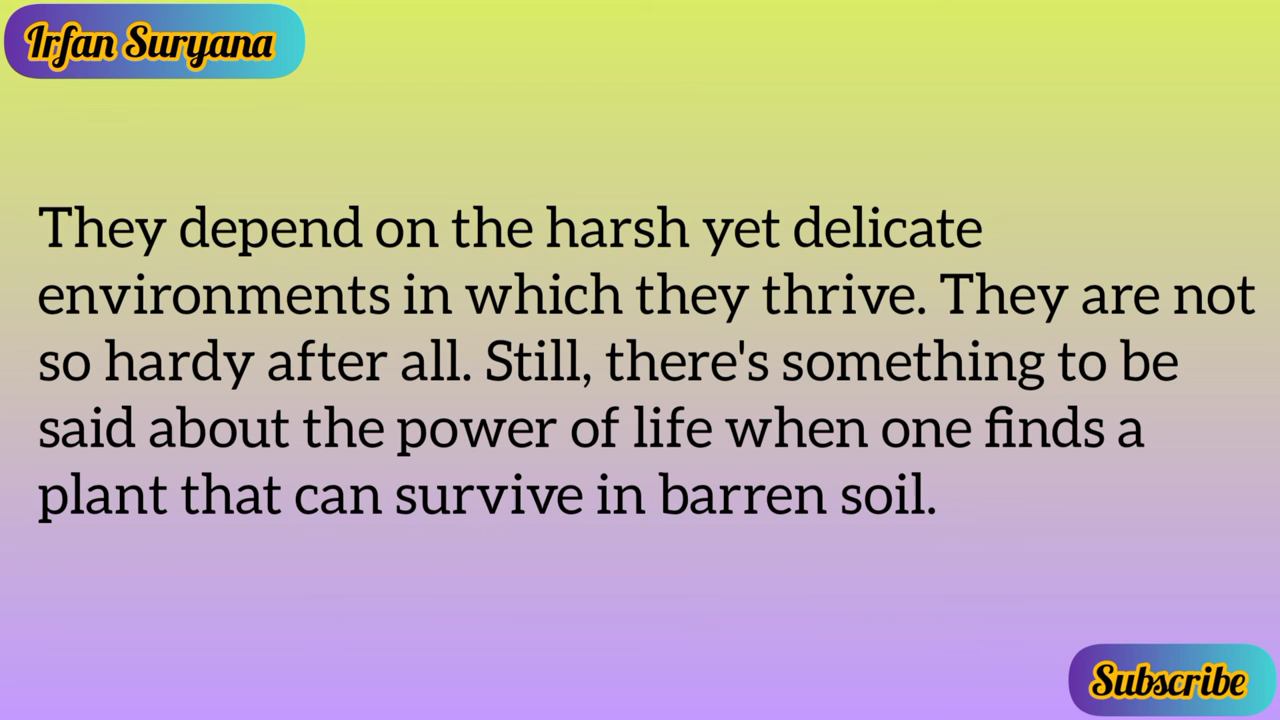 Irfan Suryana
They depend on the harsh yet delicate
environments in which they thrive. They are not
so hardy after all. Still, there's something to be
said about the power of life when one finds a
plant that can survive in barren soil.
Subscribe